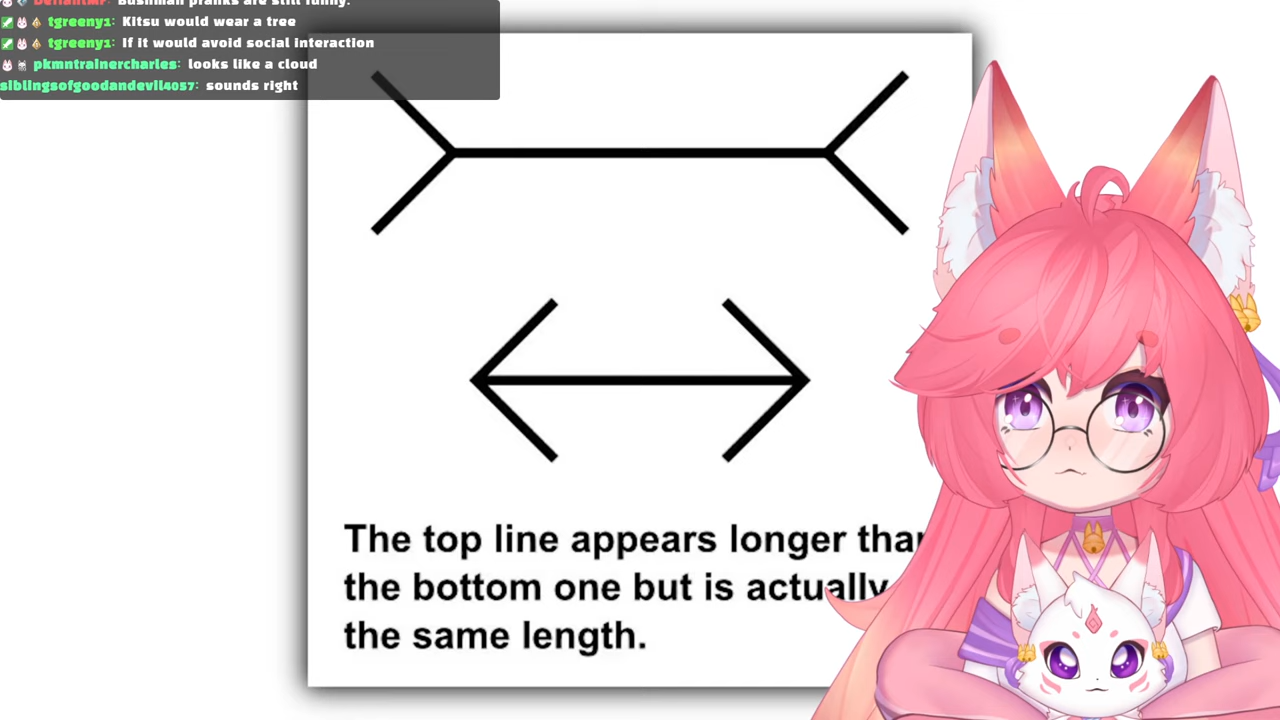 Bushman pranks are still funny.
tgreeny1: Kitsu would wear a tree
tgreeny1: If it would avoid social interaction
pkmntrainercharles: looks like a cloud
siblingsofgoodandevil4057: sounds right
The top line appears longer than
the bottom one but is actually
the same length.